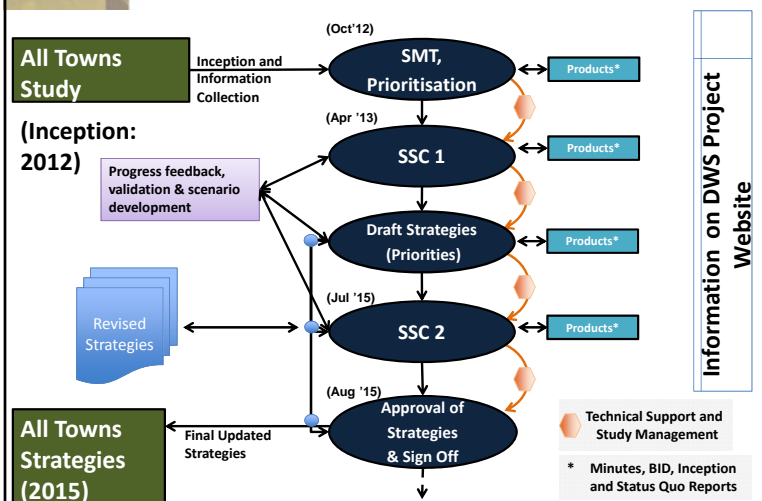 (Oct'12)
All Towns
Study
Inception and
Information
Collection
SMT,
Prioritisation
Products*
(Inception:
2012)
(Apr '13)
SSC 1
Products*
Progress feedback,
validation & scenario
development
Draft Strategies
(Priorities)
Products*
(Jul '15)
Revised
Strategies
SSC 2
Products*
(Aug '15)
Approval of
Strategies
& Sign Off
All Towns
Strategies
(2015)
Final Updated
Strategies
Technical Support and
Study Management
* Minutes, BID, Inception
and Status Quo Reports
Information on DWS Project
Website